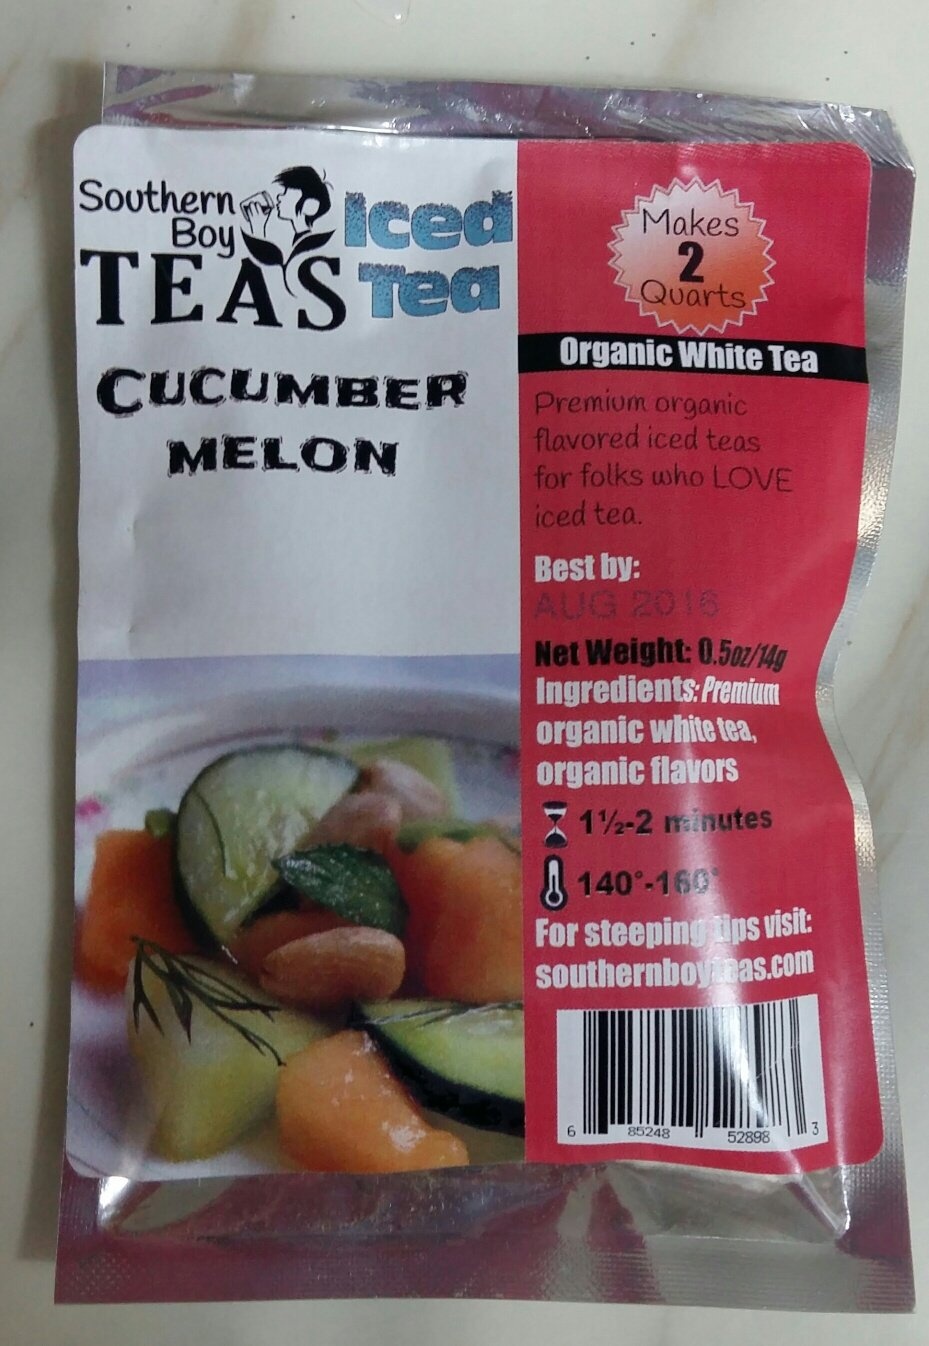 Southern
Boy
TEAS
Iced
Tea
CUCUMBER
MELON
Makes
2
Quarts
Organic White Tea
Premium organic
flavored iced teas
for folks who LOVE
iced tea.
Best by:
AUG 2016
Net Weight: 0.5oz/14g
Ingredients: Premium
organic white tea,
organic flavors
1½-2 minutes
140°-160°
For steeping tips visit:
southernboyteas.com
6 85248 52898 3